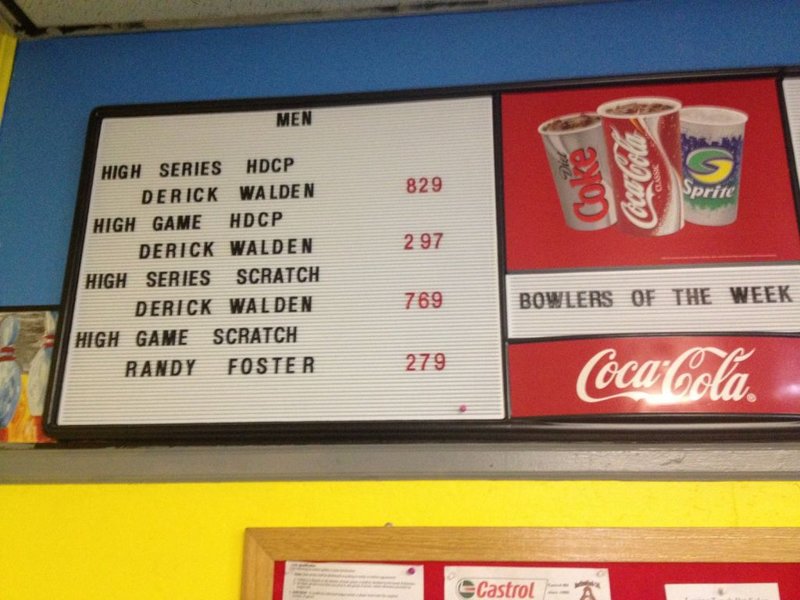 MEN
HIGH SERIES HDCP
DERICK WALDEN 829
HIGH GAME HDCP
DERICK WALDEN 297
HIGH SERIES SCRATCH
DERICK WALDEN 769
HIGH GAME SCRATCH
RANDY FOSTER 279
Diet Coke
Coca-Cola
CLASSIC
Sprite
BOWLERS OF THE WEEK
Coca-Cola
Castrol